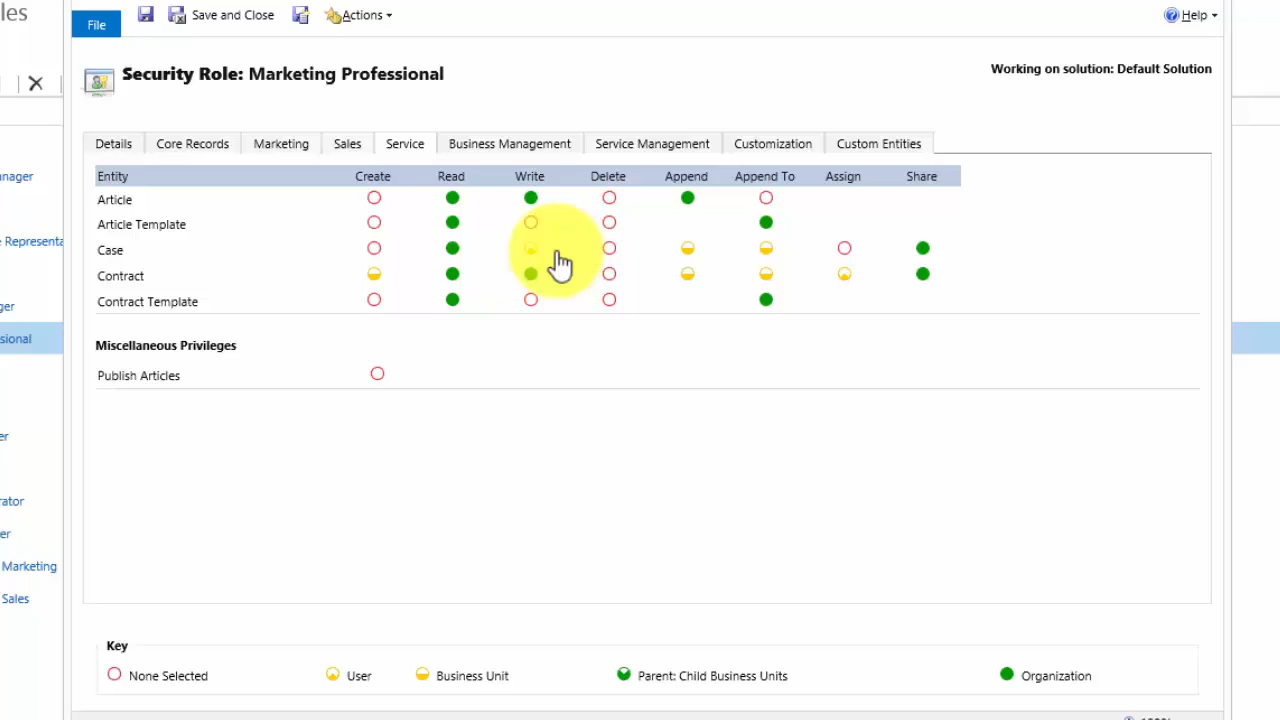 les
File
Save and Close
Actions
Help
Security Role: Marketing Professional
Working on solution: Default Solution
Details Core Records Marketing Sales Service Business Management Service Management Customization Custom Entities
Entity Create Read Write Delete Append Append To Assign Share
Article
Article Template
Case
Contract
Contract Template
Miscellaneous Privileges
Publish Articles
Key
None Selected User Business Unit Parent: Child Business Units Organization
anager
e Representa
ger
sional
er
rator
er
Marketing
Sales